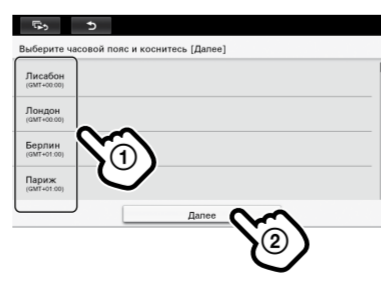 Выберите часовой пояс и коснитесь [Далее]
Лисабон
(GMT+00:00)
Лондон
(GMT+00:00)
Берлин
(GMT+01:00)
Париж
(GMT+01:00)
1
Далее
2